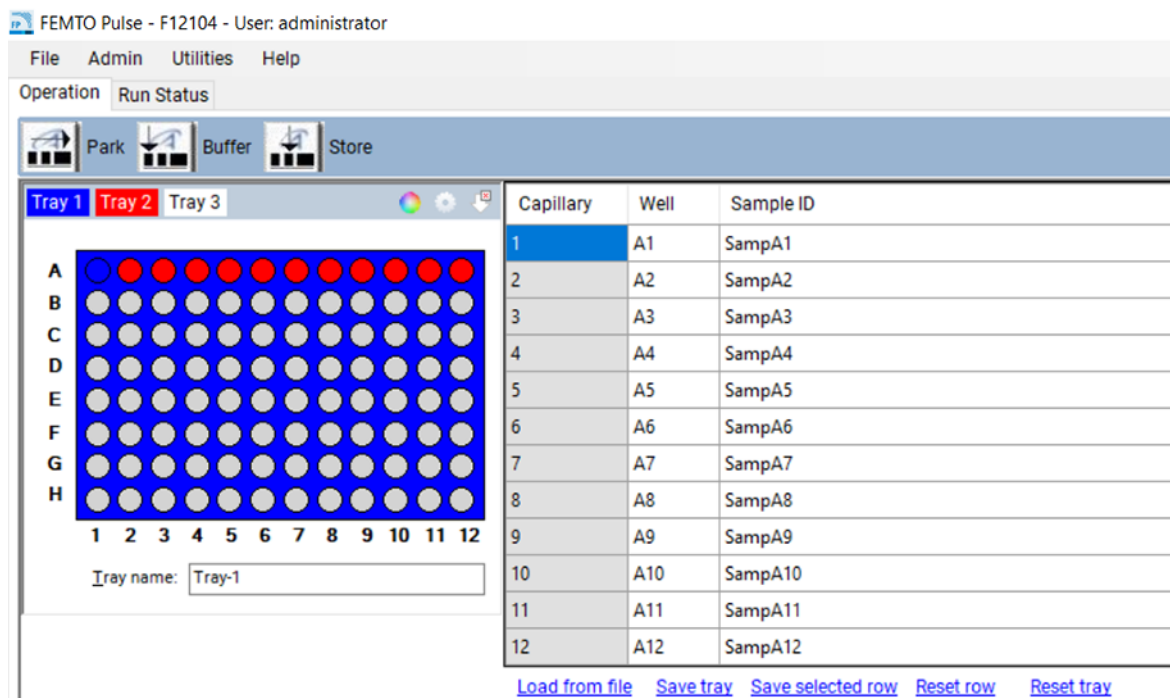 FP FEMTO Pulse - F12104 - User: administrator
File Admin Utilities Help
Operation Run Status
Park Buffer Store
Tray 1 Tray 2 Tray 3
A
B
C
D
E
F
G
H
1 2 3 4 5 6 7 8 9 10 11 12
Tray name: Tray-1
Capillary Well Sample ID
1 A1 SampA1
2 A2 SampA2
3 A3 SampA3
4 A4 SampA4
5 A5 SampA5
6 A6 SampA6
7 A7 SampA7
8 A8 SampA8
9 A9 SampA9
10 A10 SampA10
11 A11 SampA11
12 A12 SampA12
Load from file Save tray Save selected row Reset row Reset tray